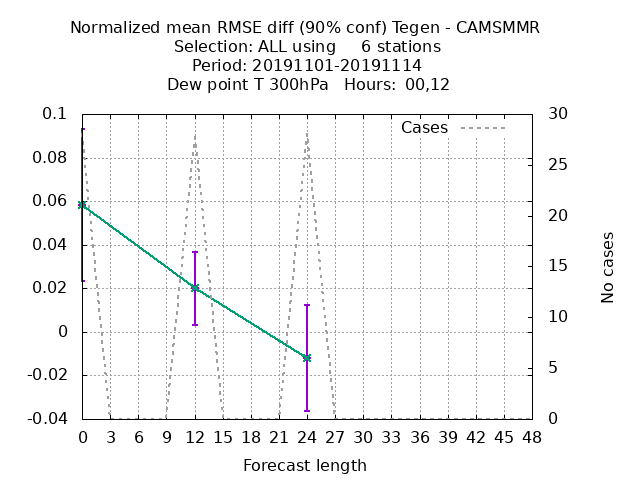 Normalized mean RMSE diff (90% conf) Tegen - CAMSMMR
Selection: ALL using     6 stations
Period: 20191101-20191114
Dew point T 300hPa   Hours:  00,12
Cases
0.1
0.08
0.06
0.04
0.02
0
-0.02
-0.04
30
25
20
15
10
5
0
No cases
0 3 6 9 12 15 18 21 24 27 30 33 36 39 42 45 48
Forecast length